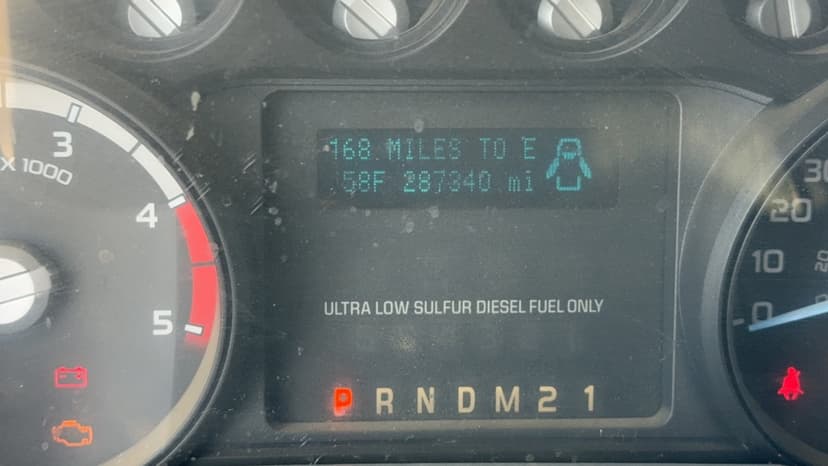 168 MILES TO E
58F 287340 mi
3
X 1000
4
5
ULTRA LOW SULFUR DIESEL FUEL ONLY
P R N D M 2 1
30
20
10
0
20